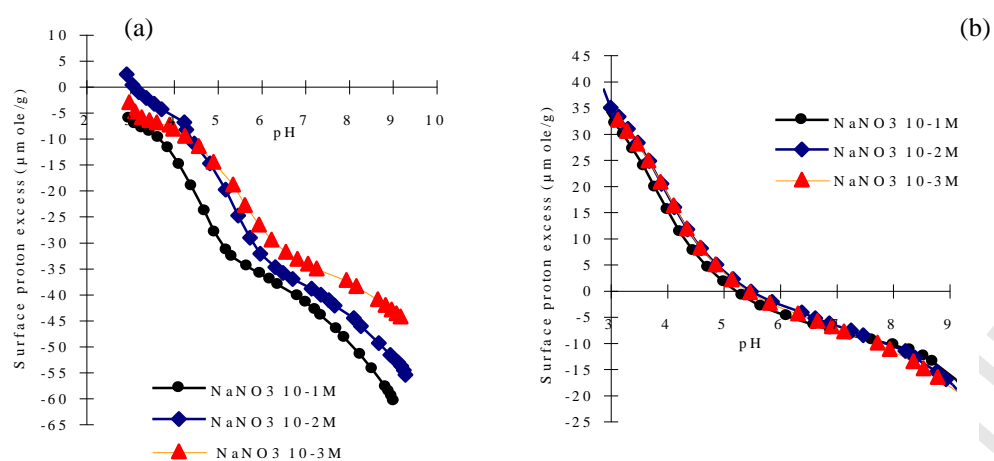 (a)
10
5
0
-5
-10
-15
-20
-25
-30
-35
-40
-45
-50
-55
-60
-65
2 4 5 6 7 8 9 10
pH
Surface proton excess (µmole/g)
NaNO3 10-1M
NaNO3 10-2M
NaNO3 10-3M
(b)
45
40
35
30
25
20
15
10
5
0
-5
-10
-15
-20
-25
3 4 5 6 7 8 9
pH
Surface proton excess (µmole/g)
NaNO3 10-1M
NaNO3 10-2M
NaNO3 10-3M